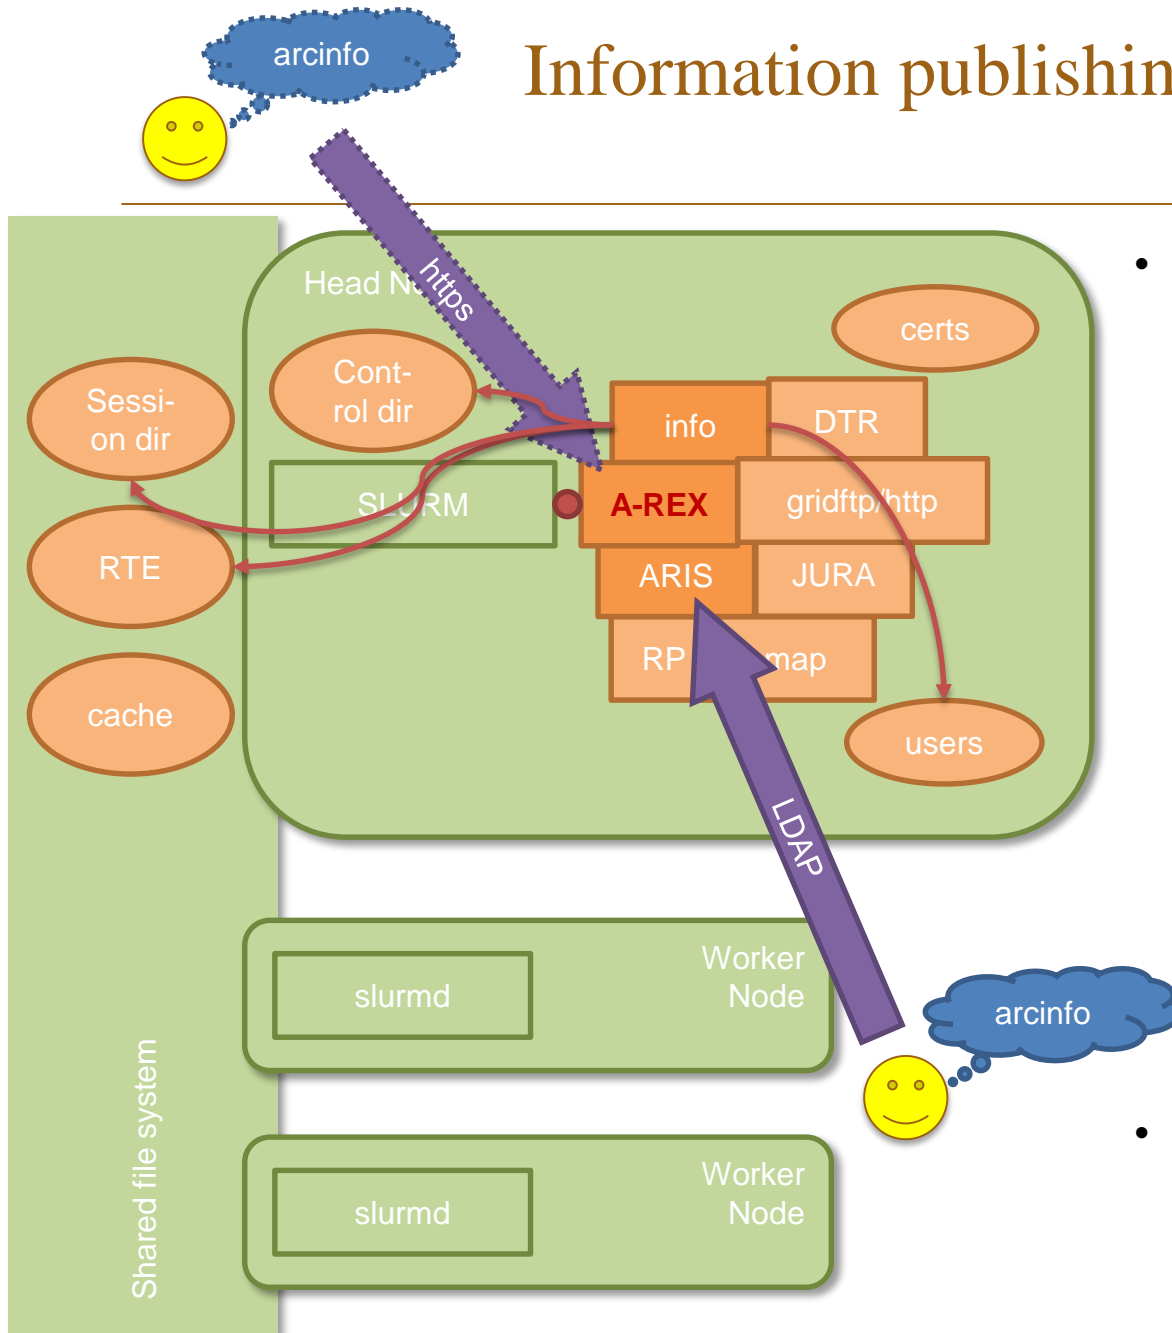 arcinfo
Information publishin
https
Head N
certs
Cont-
rol dir
Sessi-
on dir
info
DTR
SLURM
A-REX
gridftp/http
RTE
ARIS
JURA
RP
map
cache
users
LDAP
Worker
Node
slurmd
arcinfo
Shared file system
Worker
Node
slurmd